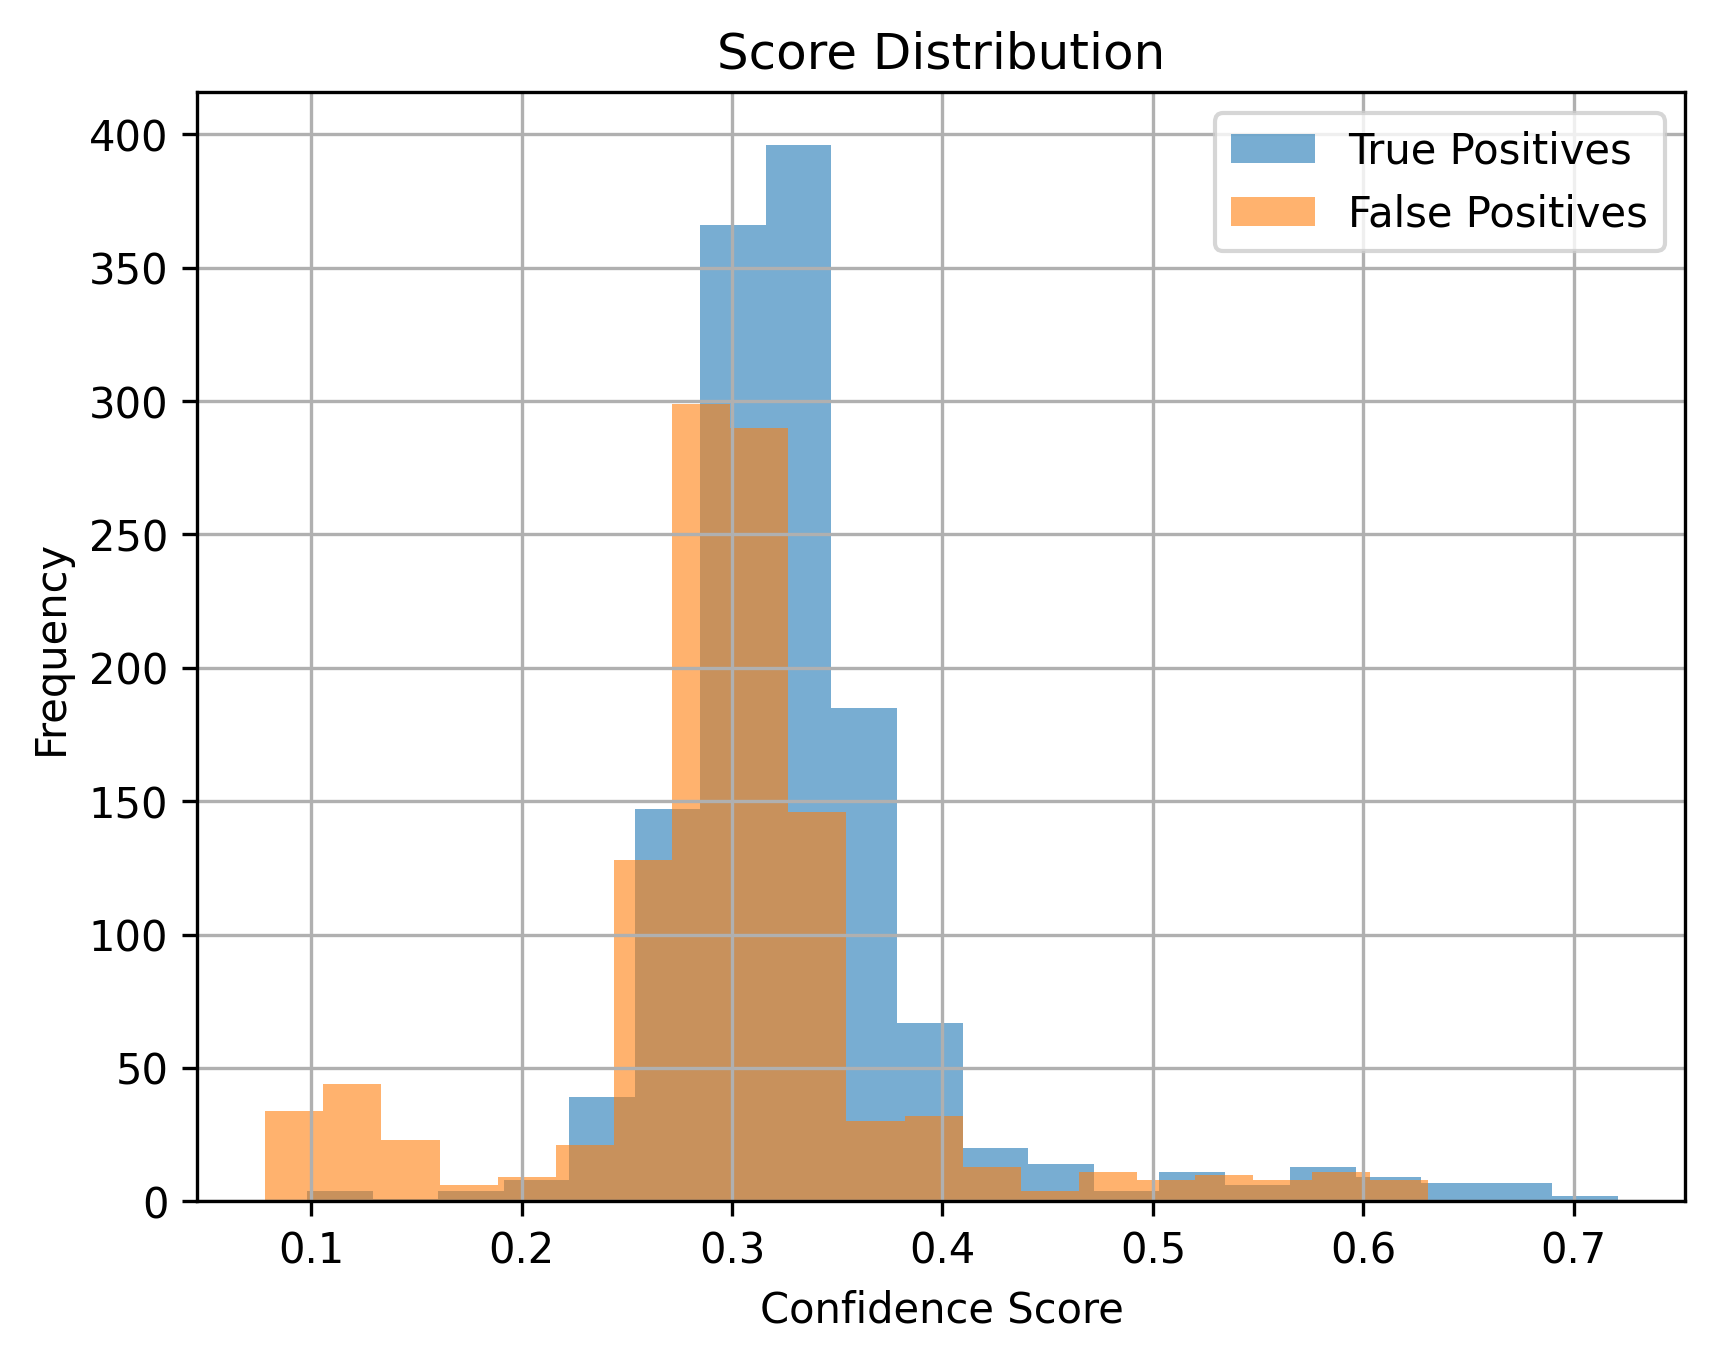 Score Distribution
True Positives
False Positives
Frequency
400
350
300
250
200
150
100
50
0
0.1 0.2 0.3 0.4 0.5 0.6 0.7
Confidence Score